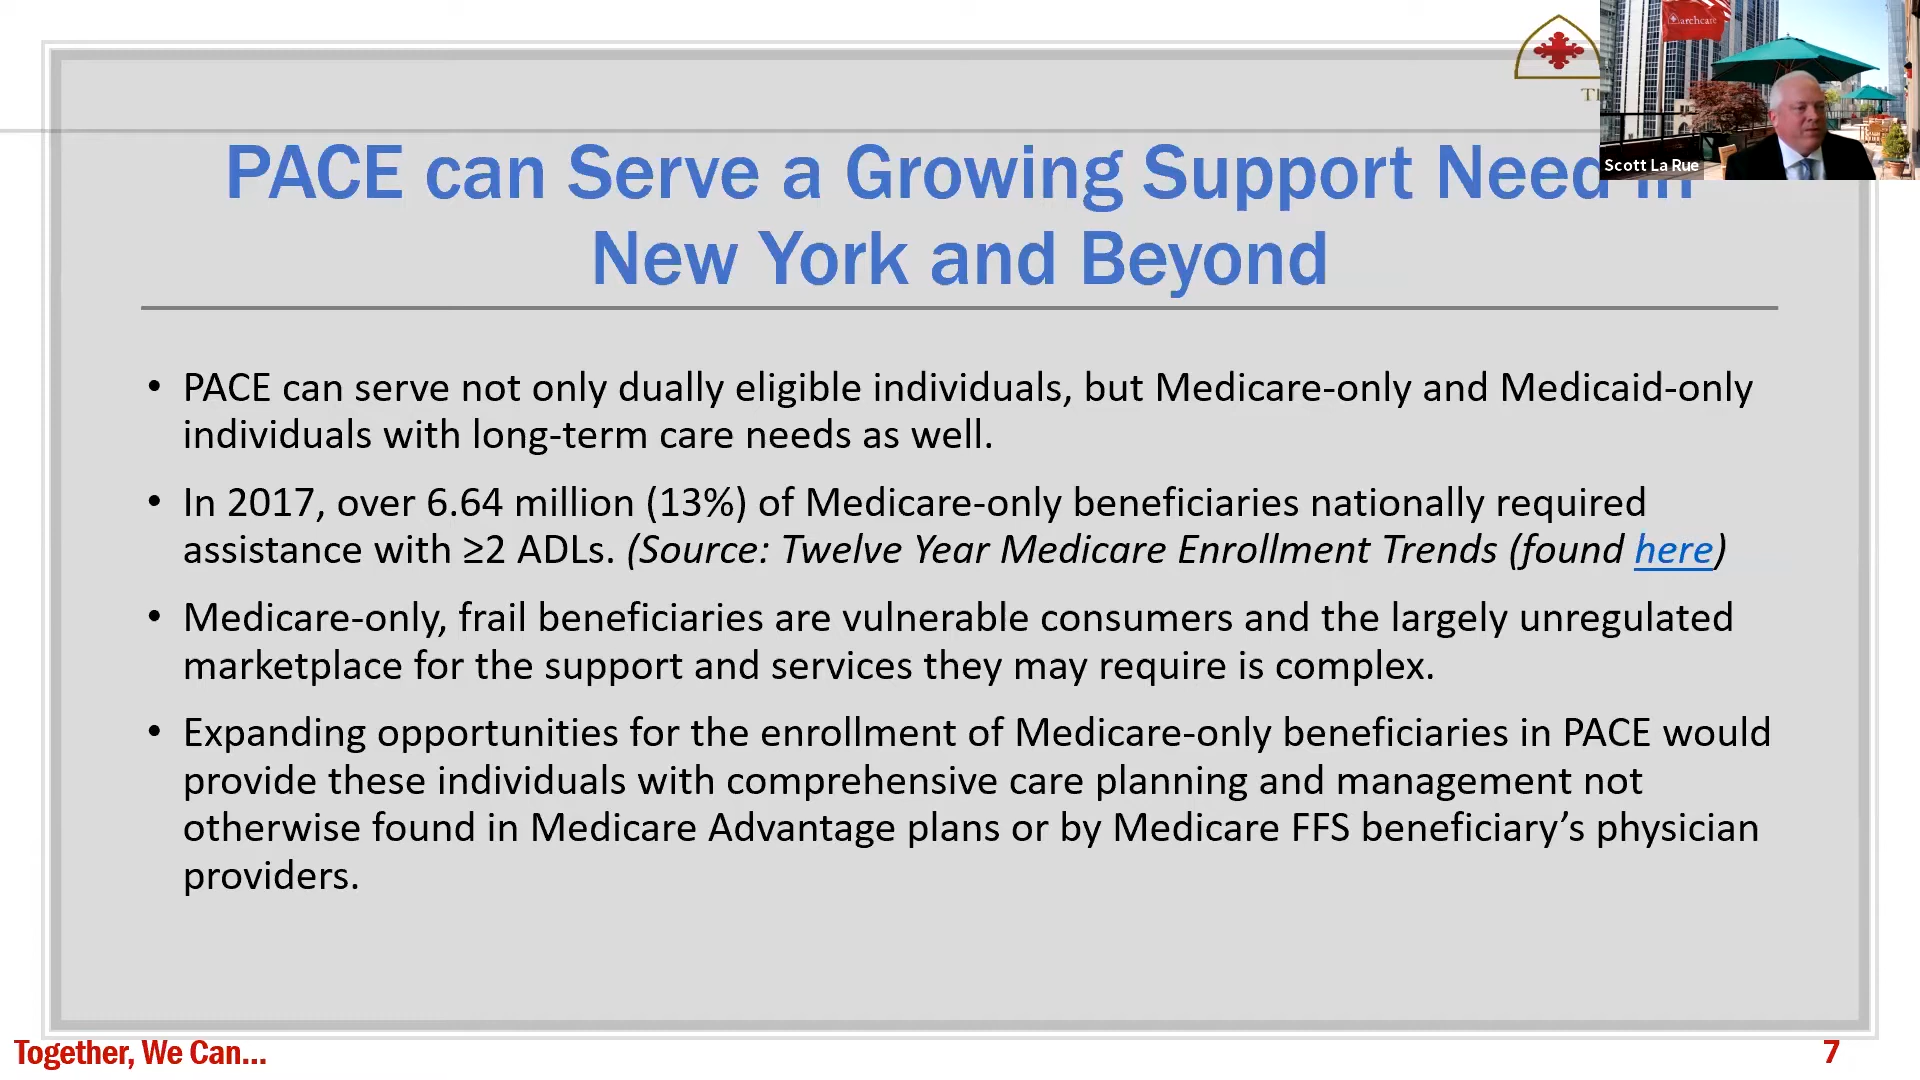 archcare
Scott La Rue
PACE can Serve a Growing Support Need in
New York and Beyond
• PACE can serve not only dually eligible individuals, but Medicare-only and Medicaid-only
individuals with long-term care needs as well.
• In 2017, over 6.64 million (13%) of Medicare-only beneficiaries nationally required
assistance with ≥2 ADLs. (Source: Twelve Year Medicare Enrollment Trends (found here)
• Medicare-only, frail beneficiaries are vulnerable consumers and the largely unregulated
marketplace for the support and services they may require is complex.
• Expanding opportunities for the enrollment of Medicare-only beneficiaries in PACE would
provide these individuals with comprehensive care planning and management not
otherwise found in Medicare Advantage plans or by Medicare FFS beneficiary’s physician
providers.
Together, We Can...
7